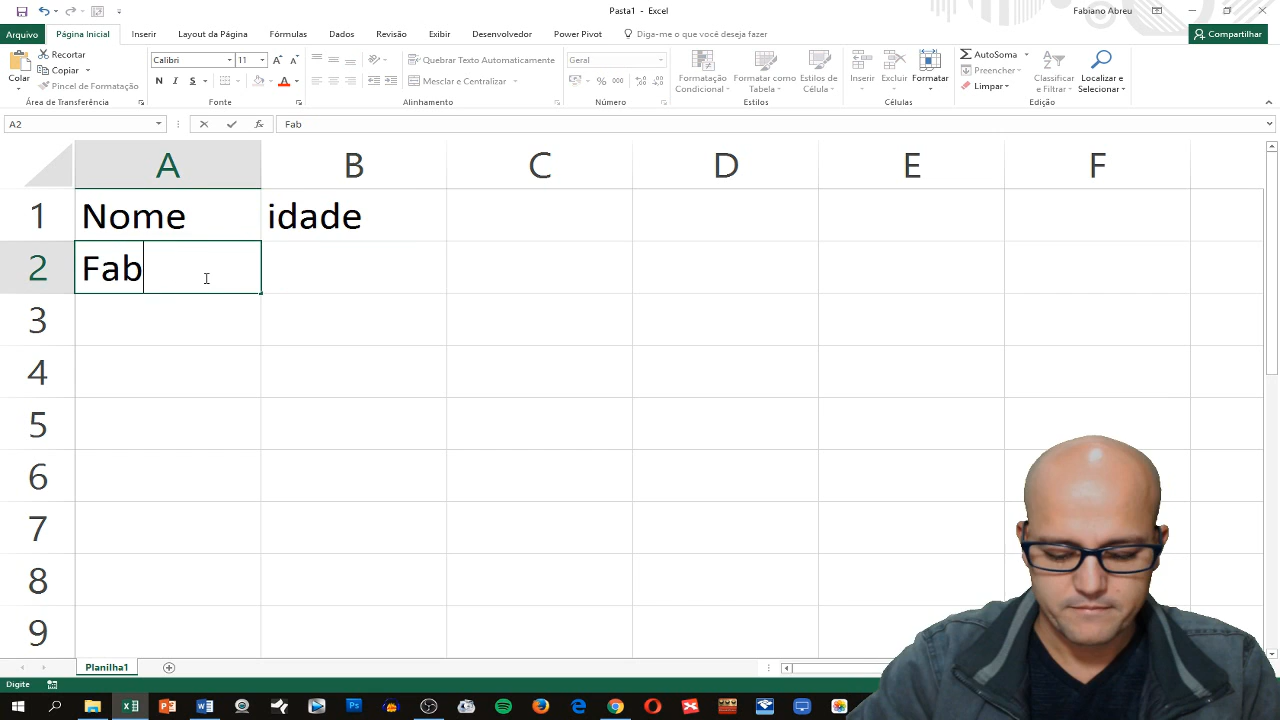 Pasta1 - Excel
Fabiano Abreu
Arquivo
Página Inicial
Inserir
Layout da Página
Fórmulas
Dados
Revisão
Exibir
Desenvolvedor
Power Pivot
Diga-me o que você deseja fazer
Compartilhar
Colar
Recortar
Copiar
Pincel de Formatação
Área de Transferência
Calibri
11
N I S
Fonte
Quebrar Texto Automaticamente
Mesclar e Centralizar
Alinhamento
Geral
% 000
Número
Formatação Condicional
Formatar como Tabela
Estilos de Célula
Estilos
Inserir
Excluir
Formatar
Células
AutoSoma
Preencher
Limpar
Classificar e Filtrar
Localizar e Selecionar
Edição
A2
fx
Fab
A B C D E F
1 Nome idade
2 Fab
3
4
5
6
7
8
9
Planilha1
Digite